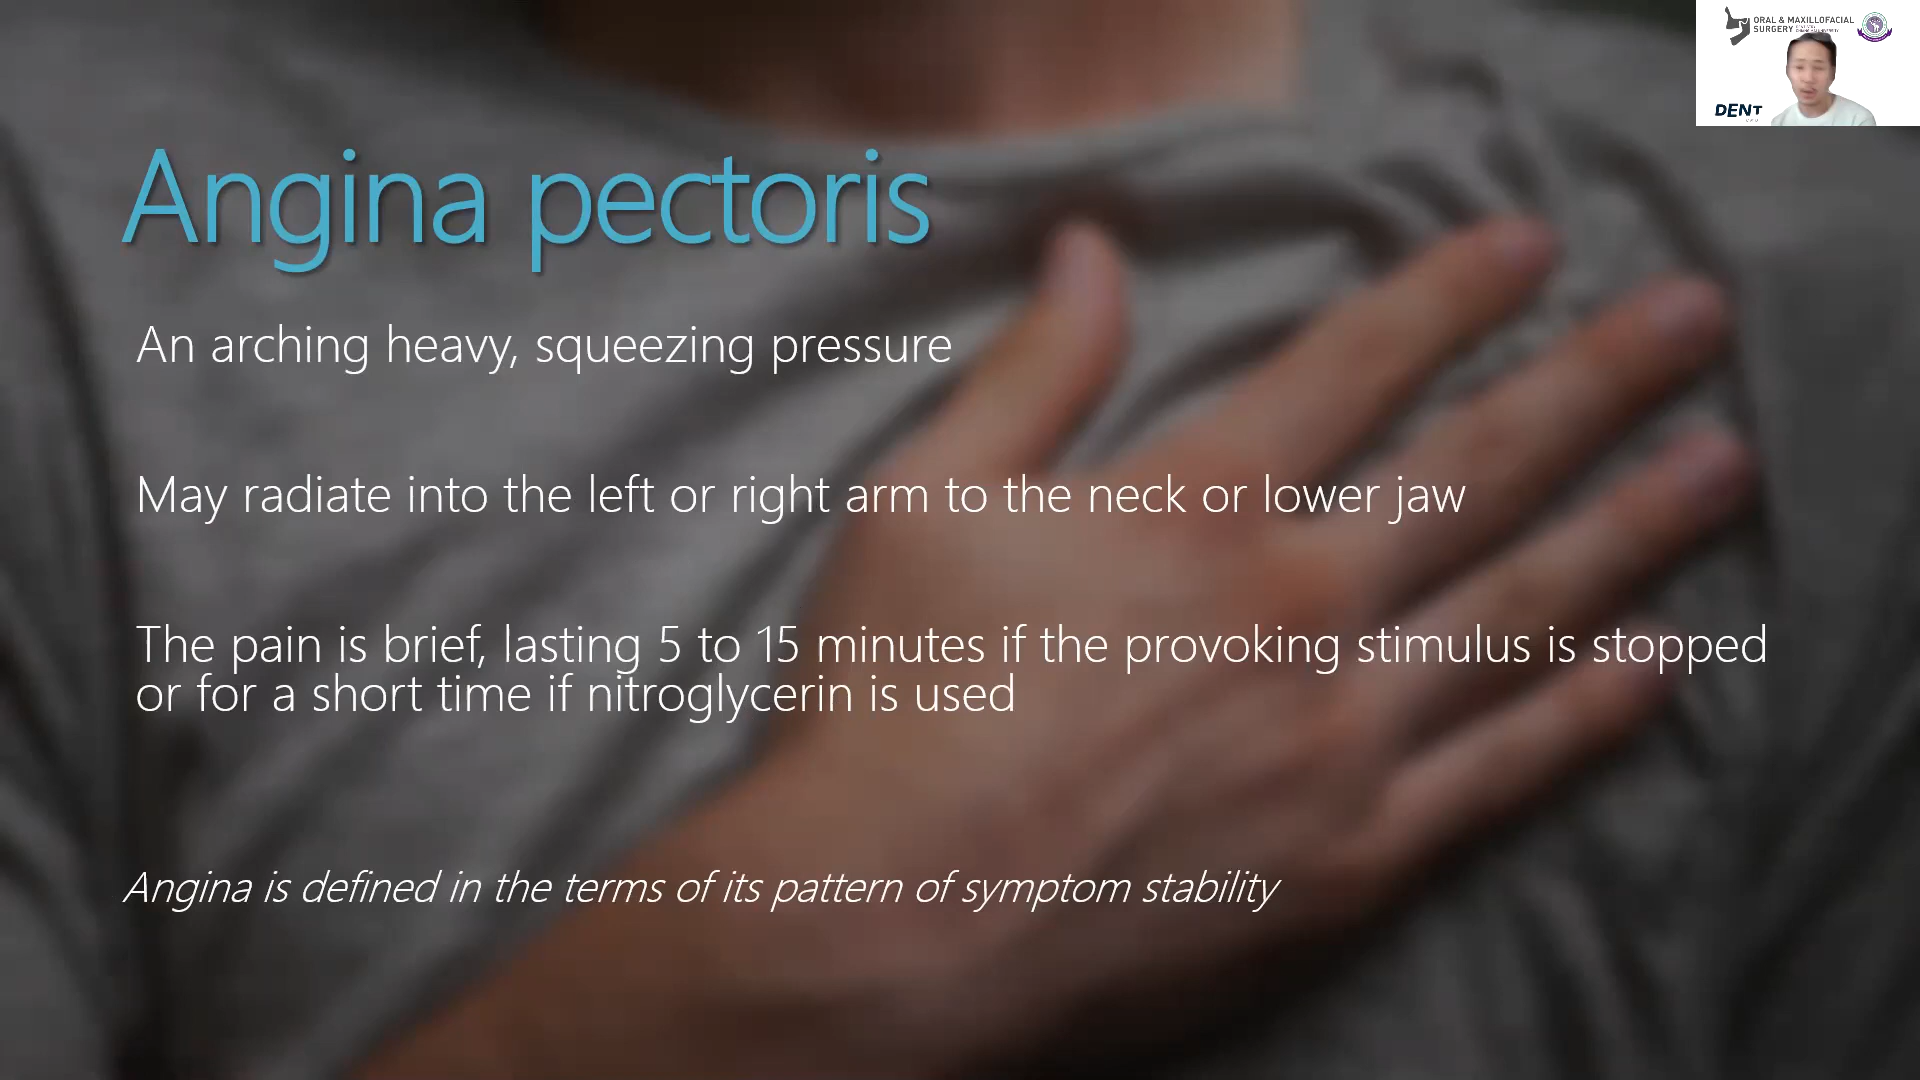 ORAL & MAXILLOFACIAL
SURGERY
DENT
Angina pectoris
An arching heavy, squeezing pressure
May radiate into the left or right arm to the neck or lower jaw
The pain is brief, lasting 5 to 15 minutes if the provoking stimulus is stopped
or for a short time if nitroglycerin is used
Angina is defined in the terms of its pattern of symptom stability